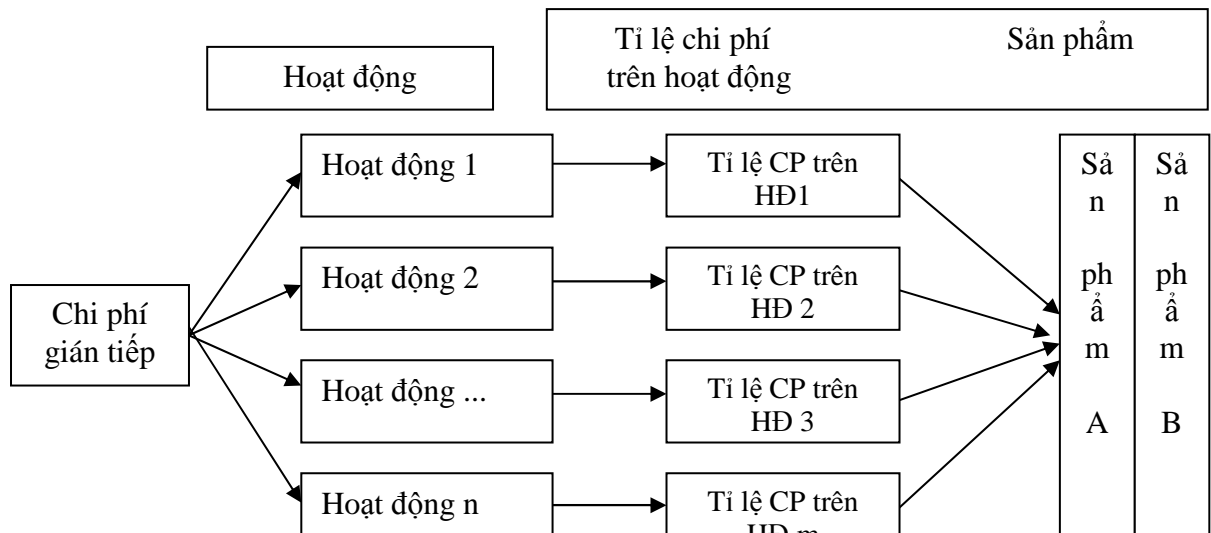 Tỉ lệ chi phí
trên hoạt động
Sản phẩm
Hoạt động
Hoạt động 1
Tỉ lệ CP trên
HĐ1
Hoạt động 2
Tỉ lệ CP trên
HĐ 2
Chi phí
gián tiếp
Hoạt động ...
Tỉ lệ CP trên
HĐ 3
Hoạt động n
Tỉ lệ CP trên
HĐ m
Sả
n
ph
ẩ
m
A
Sả
n
ph
ẩ
m
B